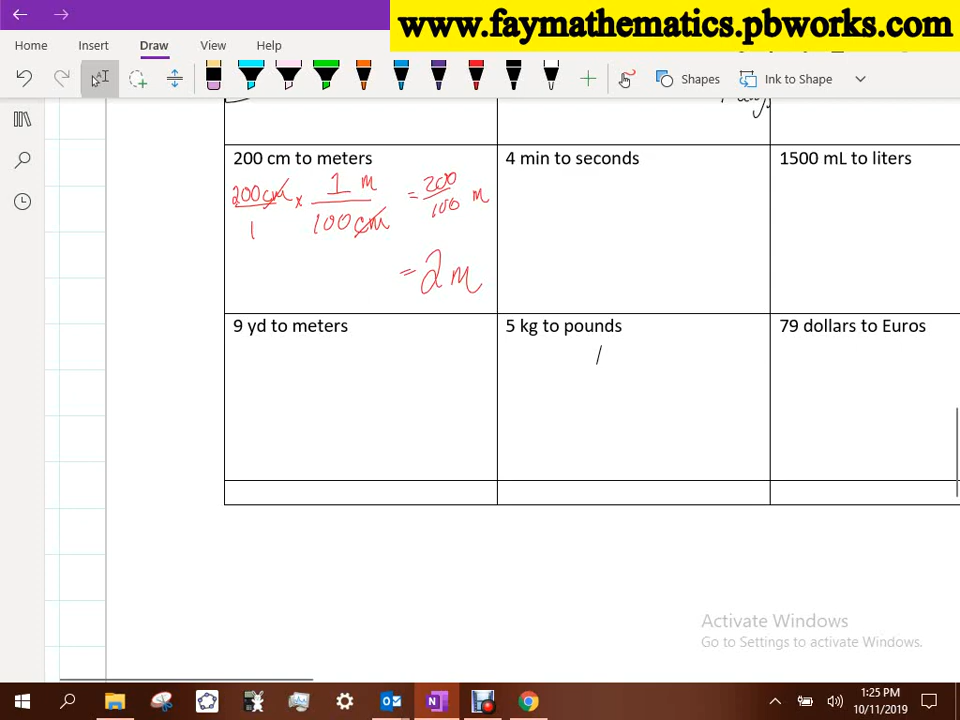 www.faymathematics.pbworks.com
Home Insert Draw View Help
Shapes Ink to Shape
200 cm to meters
200cm/1 × 1 m/100cm = 200/100 m
= 2 m
4 min to seconds
1500 mL to liters
9 yd to meters
5 kg to pounds
79 dollars to Euros
Activate Windows
Go to Settings to activate Windows.
1:25 PM
10/11/2019